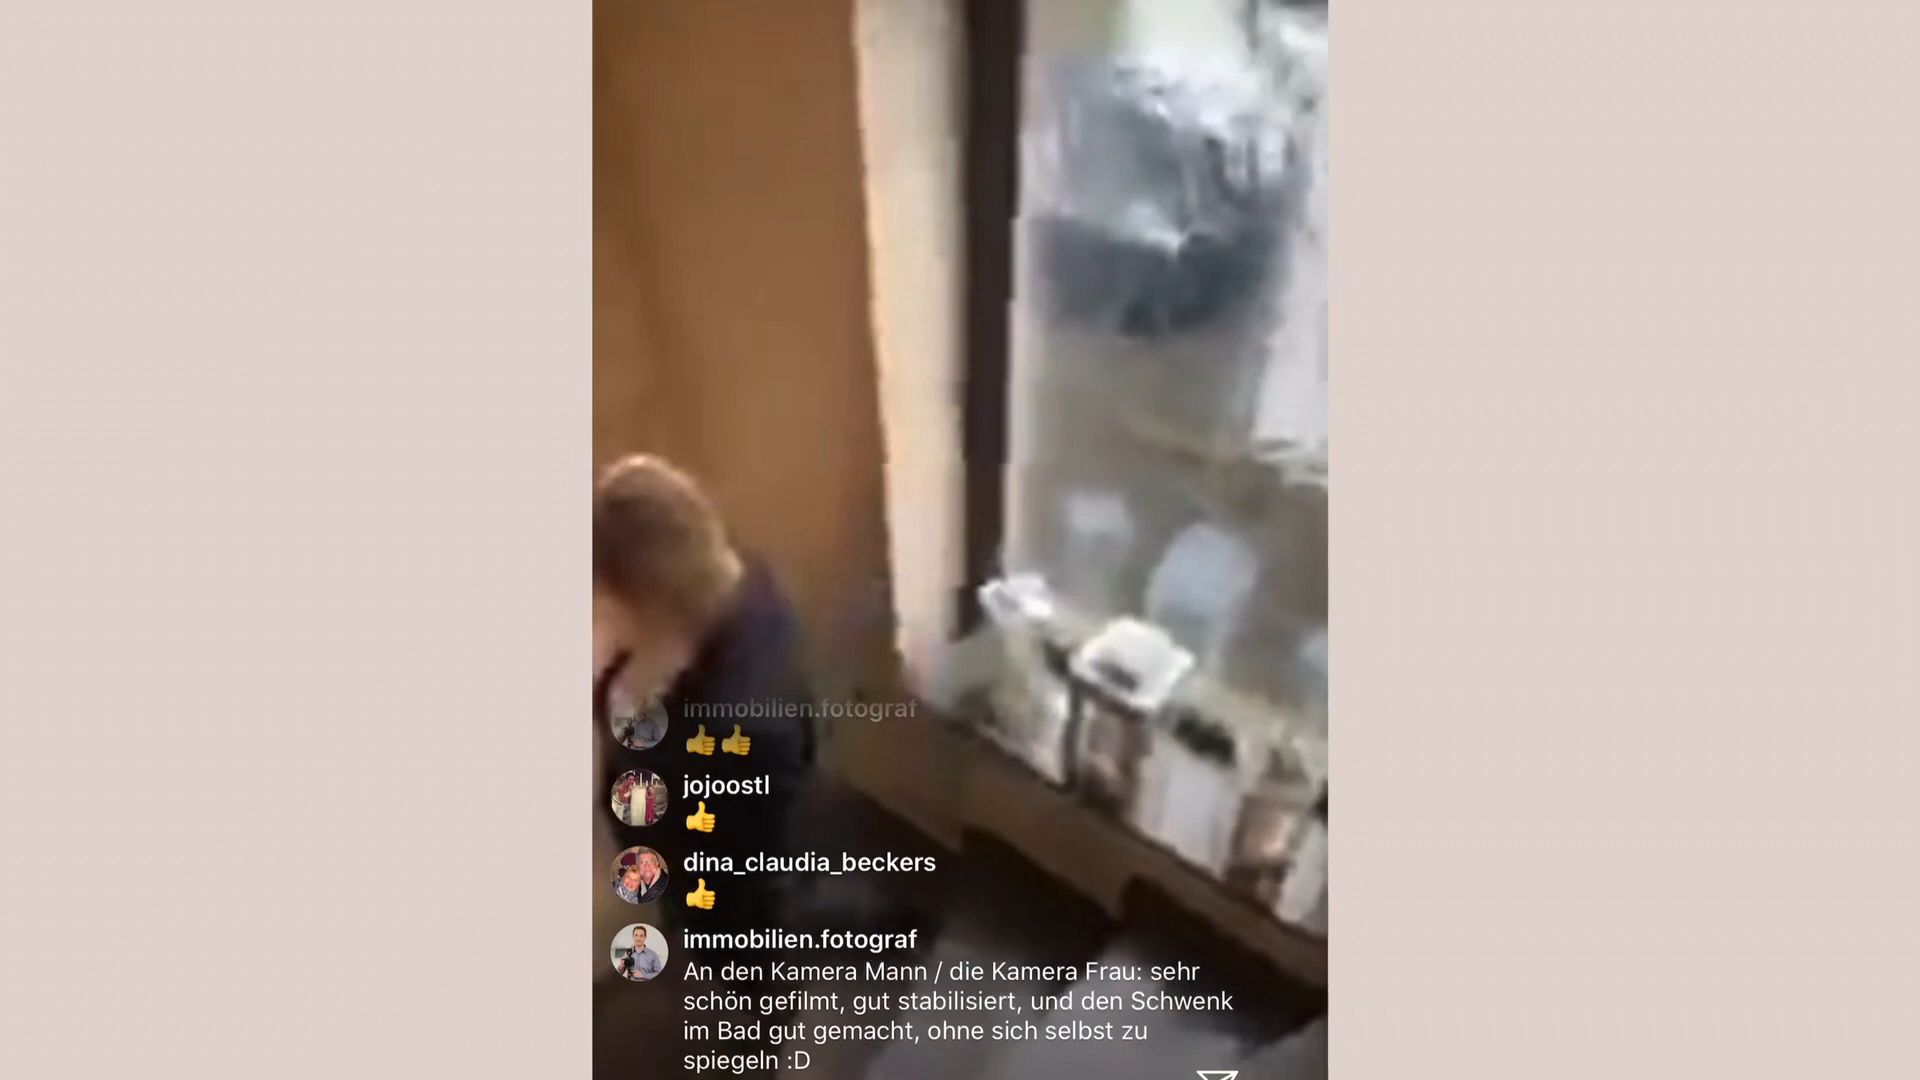 immobilien.fotograf
👍👍
jojoostl
👍
dina_claudia_beckers
👍
immobilien.fotograf
An den Kamera Mann / die Kamera Frau: sehr
schön gefilmt, gut stabilisiert, und den Schwenk
im Bad gut gemacht, ohne sich selbst zu
spiegeln :D